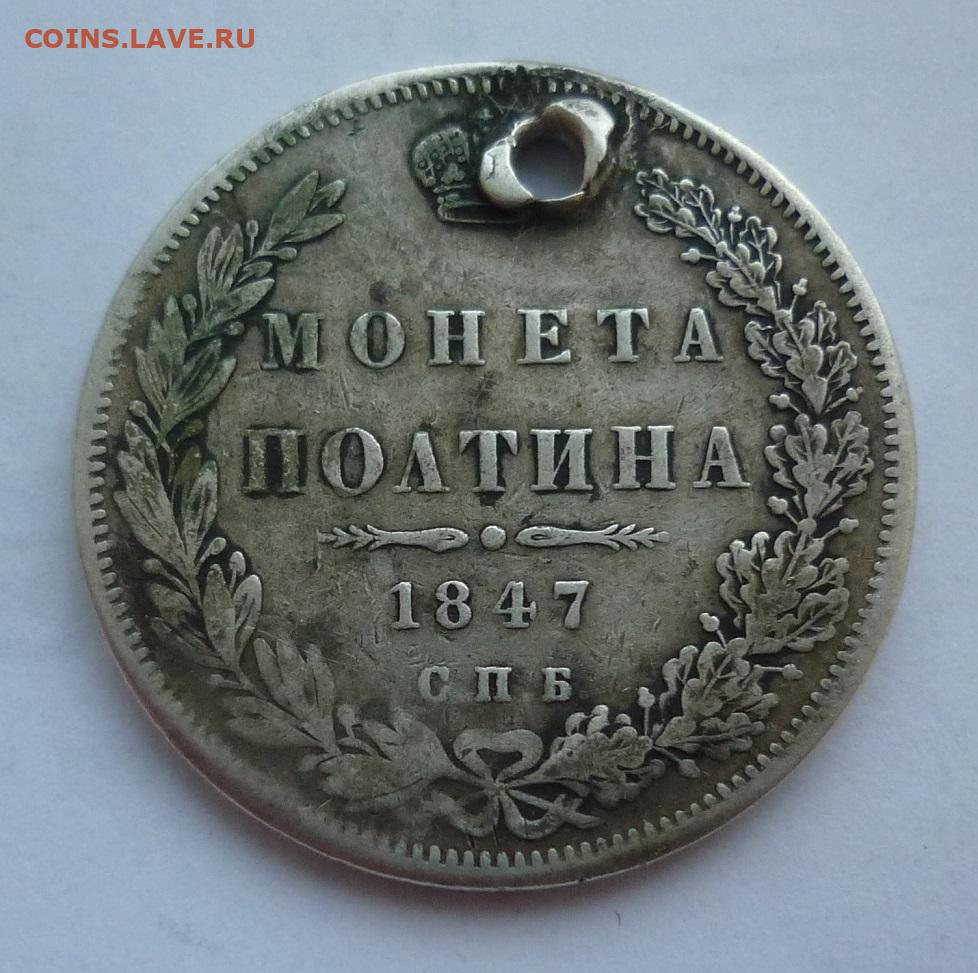 COINS.LAVE.RU
МОНЕТА
ПОЛТИНА
1847
СПБ